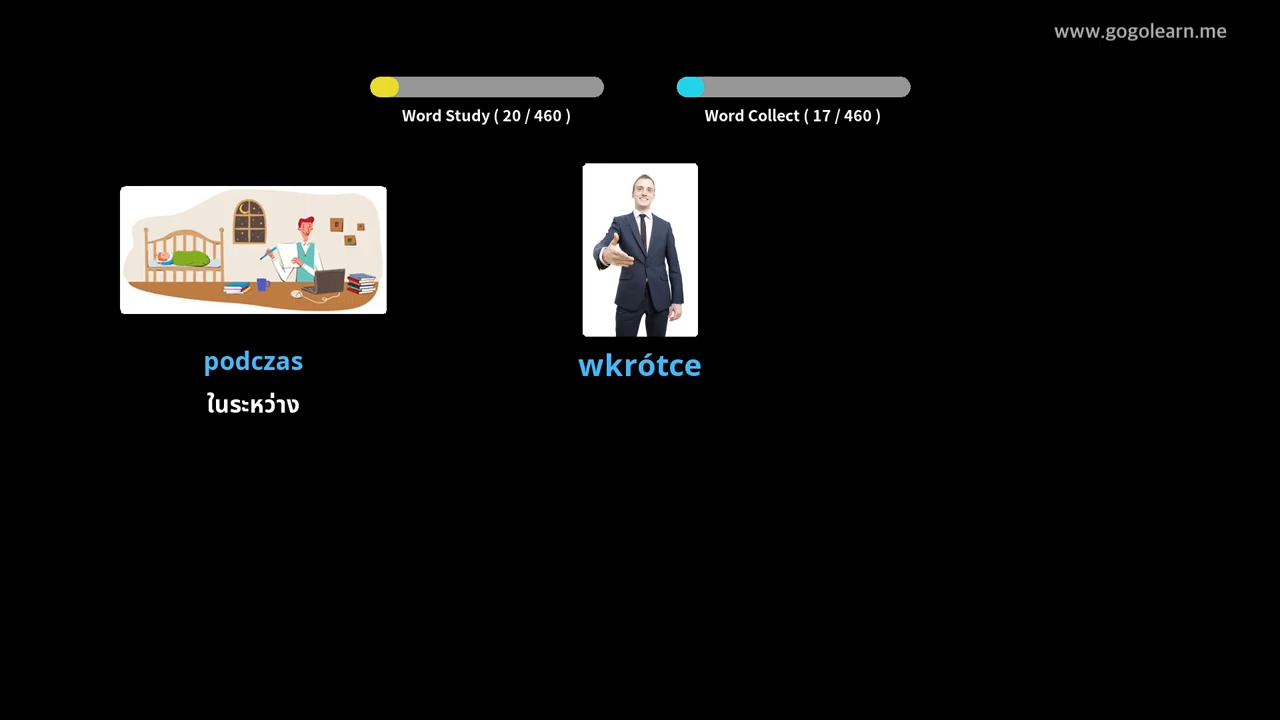 www.gogolearn.me
Word Study ( 20 / 460 )
Word Collect ( 17 / 460 )
podczas
ในระหว่าง
wkrótce